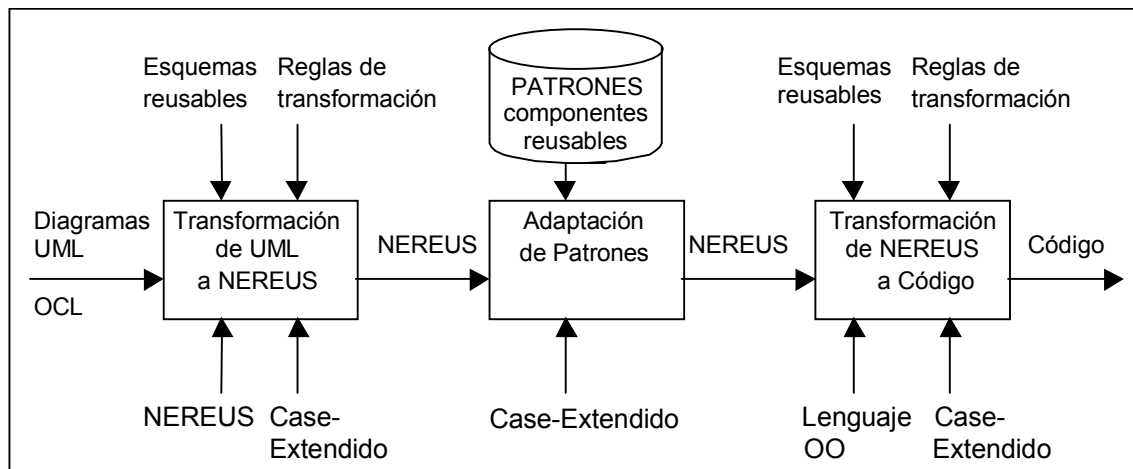 Esquemas
reusables
Reglas de
transformación
PATRONES
componentes
reusables
Esquemas
reusables
Reglas de
transformación
Diagramas
UML
OCL
Transformación
de UML
a NEREUS
NEREUS
Adaptación
de Patrones
NEREUS
Transformación
de NEREUS
a Código
Código
NEREUS
Case-
Extendido
Case-Extendido
Lenguaje
OO
Case-
Extendido